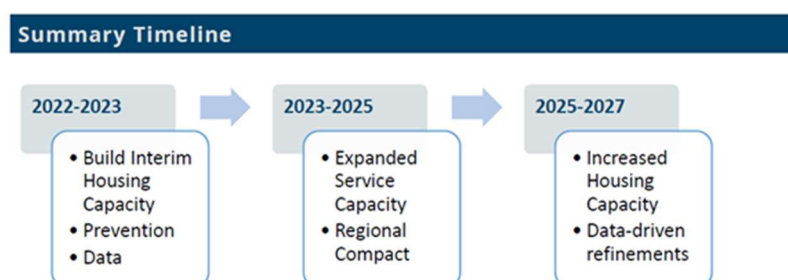 Summary Timeline
2022-2023
• Build Interim
Housing
Capacity
• Prevention
• Data
2023-2025
• Expanded
Service
Capacity
• Regional
Compact
2025-2027
• Increased
Housing
Capacity
• Data-driven
refinements